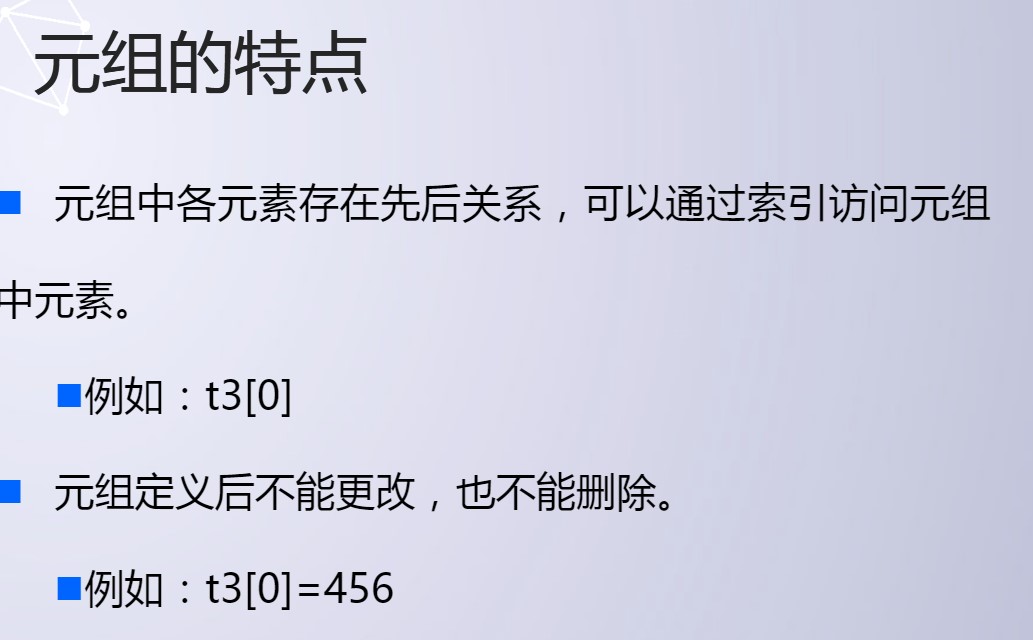 元组的特点
元组中各元素存在先后关系，可以通过索引访问元组
中元素。
例如：t3[0]
元组定义后不能更改，也不能删除。
例如：t3[0]=456